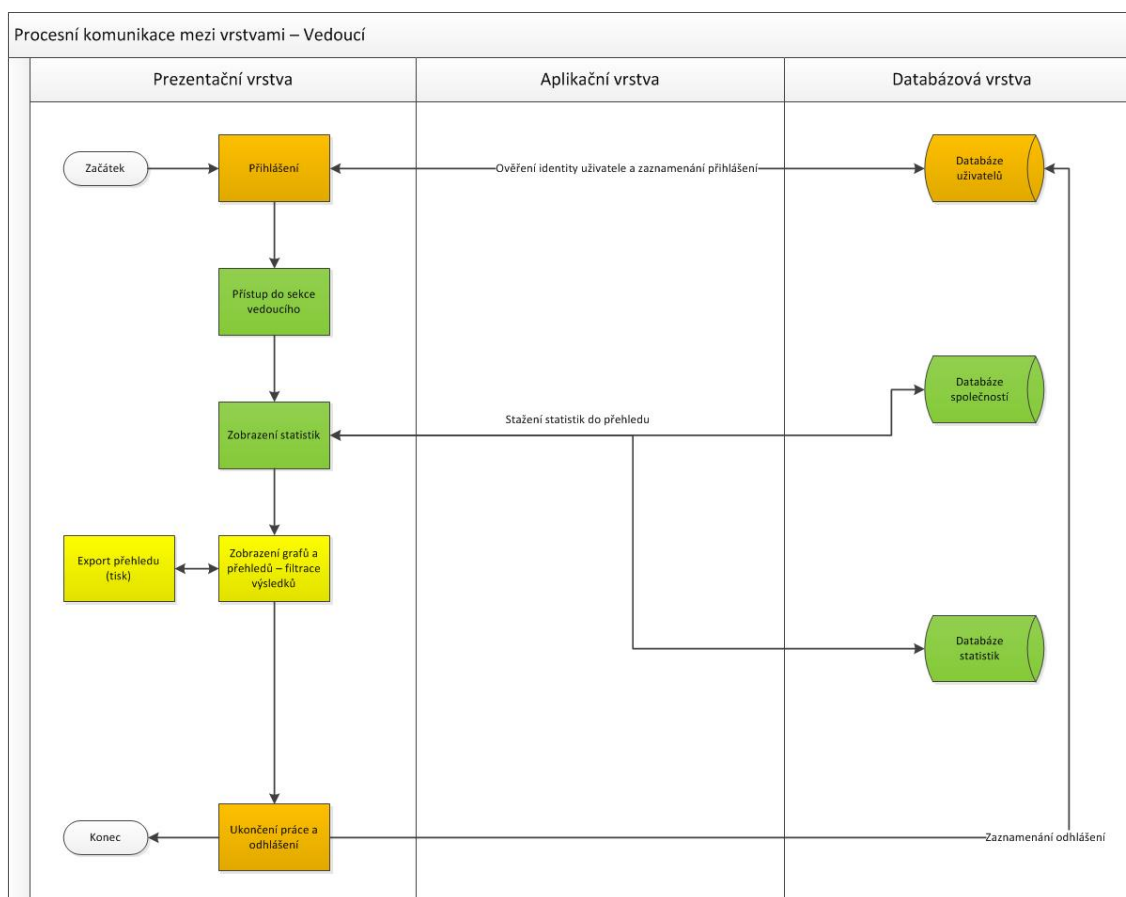 Procesní komunikace mezi vrstvami – Vedoucí
Prezentační vrstva
Aplikační vrstva
Databázová vrstva
Začátek
Přihlášení
Ověření identity uživatele a zaznamenání přihlášení
Databáze
uživatelů
Přístup do sekce
vedoucího
Databáze
společností
Zobrazení statistik
Stažení statistik do přehledu
Export přehledu
(tisk)
Zobrazení grafů a
přehledů – filtrace
výsledků
Databáze
statistik
Konec
Ukončení práce a
odhlášení
Zaznamenání odhlášení